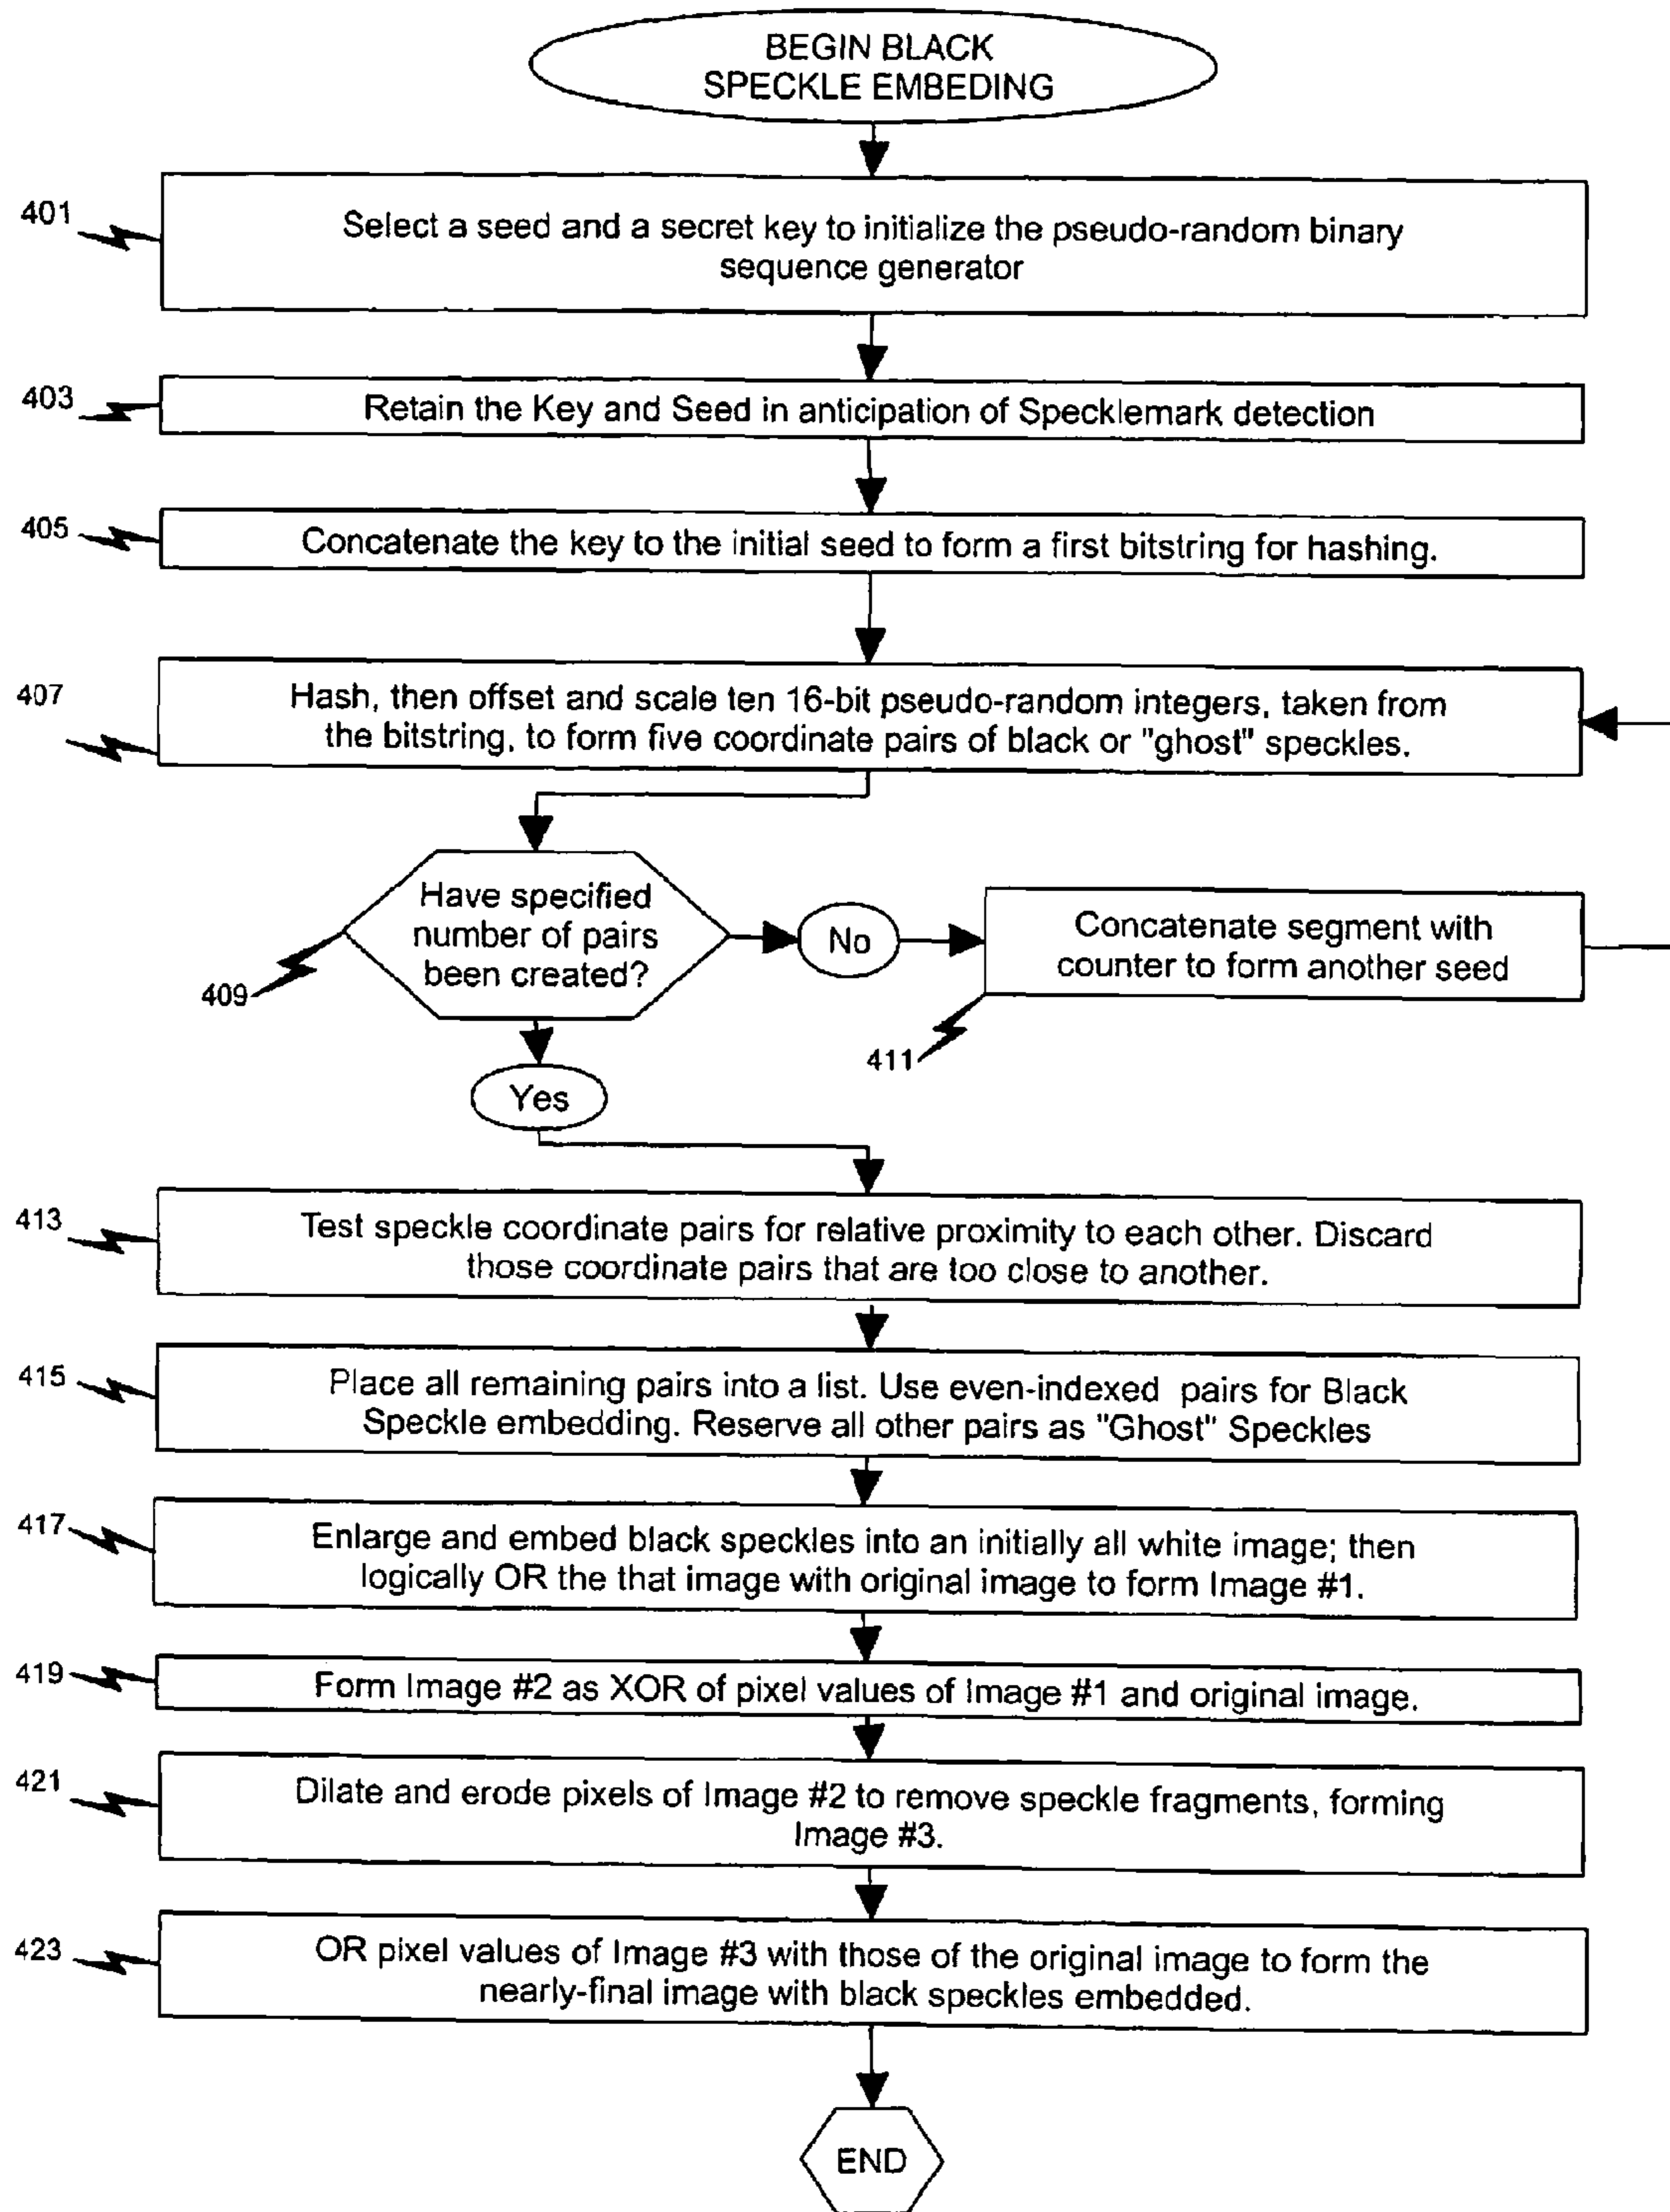 BEGIN BLACK
SPECKLE EMBEDING
401
Select a seed and a secret key to initialize the pseudo-random binary
sequence generator
403
Retain the Key and Seed in anticipation of Specklemark detection
405
Concatenate the key to the initial seed to form a first bitstring for hashing.
407
Hash, then offset and scale ten 16-bit pseudo-random integers, taken from
the bitstring, to form five coordinate pairs of black or "ghost" speckles.
Have specified
number of pairs
been created?
409
No
Concatenate segment with
counter to form another seed
411
Yes
413
Test speckle coordinate pairs for relative proximity to each other. Discard
those coordinate pairs that are too close to another.
415
Place all remaining pairs into a list. Use even-indexed pairs for Black
Speckle embedding. Reserve all other pairs as "Ghost" Speckles
417
Enlarge and embed black speckles into an initially all white image; then
logically OR the that image with original image to form Image #1.
419
Form Image #2 as XOR of pixel values of Image #1 and original image.
421
Dilate and erode pixels of Image #2 to remove speckle fragments, forming
Image #3.
423
OR pixel values of Image #3 with those of the original image to form the
nearly-final image with black speckles embedded.
END